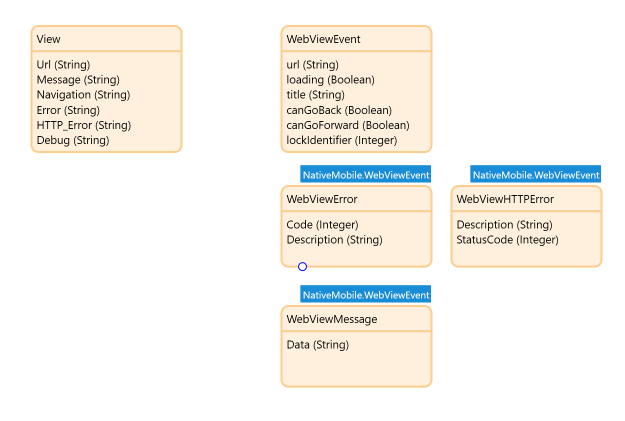 View
Url (String)
Message (String)
Navigation (String)
Error (String)
HTTP_Error (String)
Debug (String)
WebViewEvent
url (String)
loading (Boolean)
title (String)
canGoBack (Boolean)
canGoForward (Boolean)
lockIdentifier (Integer)
NativeMobile.WebViewEvent
WebViewError
Code (Integer)
Description (String)
NativeMobile.WebViewEvent
WebViewHTTPError
Description (String)
StatusCode (Integer)
NativeMobile.WebViewEvent
WebViewMessage
Data (String)